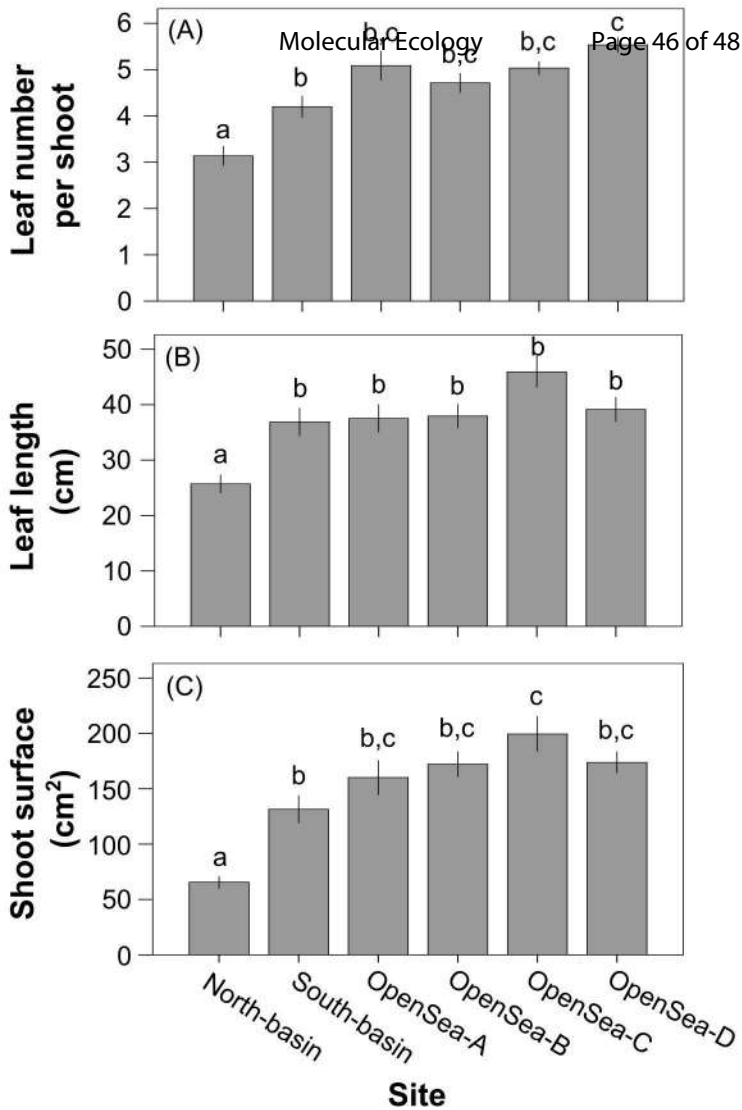 Molecular Ecology Page 46 of 48
(A)
Leaf number
per shoot
6
5
4
3
2
1
0
a
b
b,c
b,c
b,c
c
(B)
Leaf length
(cm)
50
40
30
20
10
0
a
b
b
b
b
b
(C)
Shoot surface
(cm²)
250
200
150
100
50
0
a
b
b,c
b,c
c
b,c
North-basin
South-basin
OpenSea-A
OpenSea-B
OpenSea-C
OpenSea-D
Site